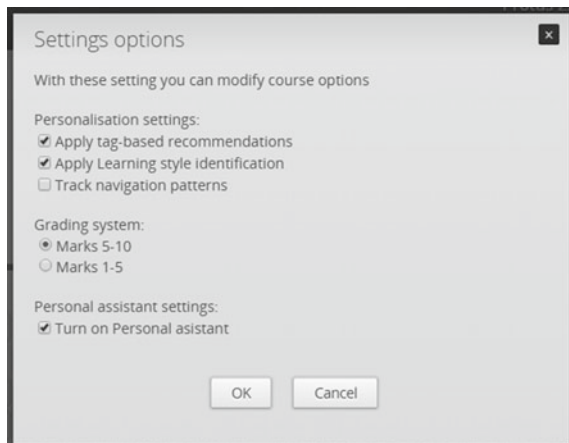 Settings options
x
With these setting you can modify course options
Personalisation settings:
Apply tag-based recommendations
Apply Learning style identification
Track navigation patterns
Grading system:
Marks 5-10
Marks 1-5
Personal assistant settings:
Turn on Personal asistant
OK Cancel